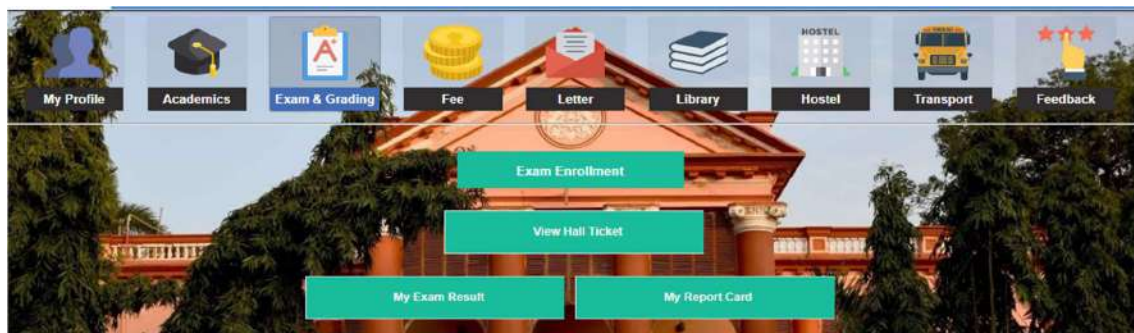 HOSTEL
My Profile
Academics
Exam & Grading
Fee
Letter
Library
Hostel
Transport
Feedback
Exam Enrollment
View Hall Ticket
My Exam Result
My Report Card